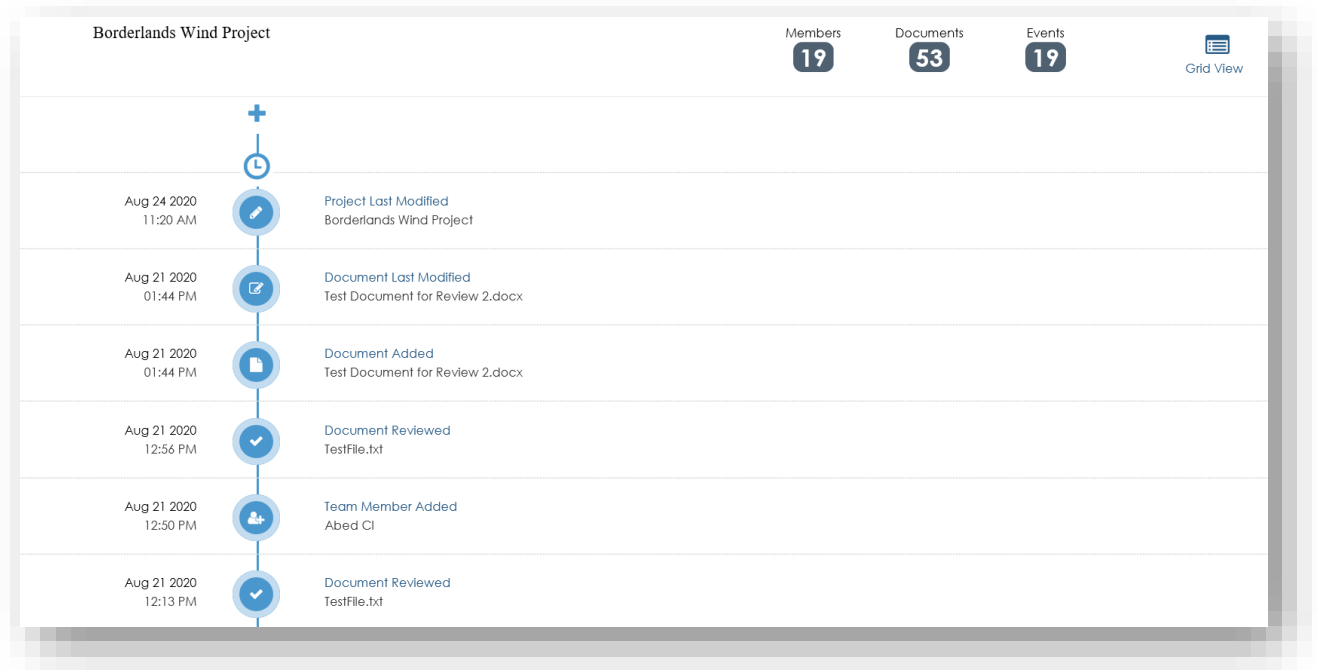 Borderlands Wind Project
Members Documents Events
19 53 19
Grid View
Aug 24 2020 Project Last Modified
11:20 AM Borderlands Wind Project
Aug 21 2020 Document Last Modified
01:44 PM Test Document for Review 2.docx
Aug 21 2020 Document Added
01:44 PM Test Document for Review 2.docx
Aug 21 2020 Document Reviewed
12:56 PM TestFile.txt
Aug 21 2020 Team Member Added
12:50 PM Abed CI
Aug 21 2020 Document Reviewed
12:13 PM TestFile.txt